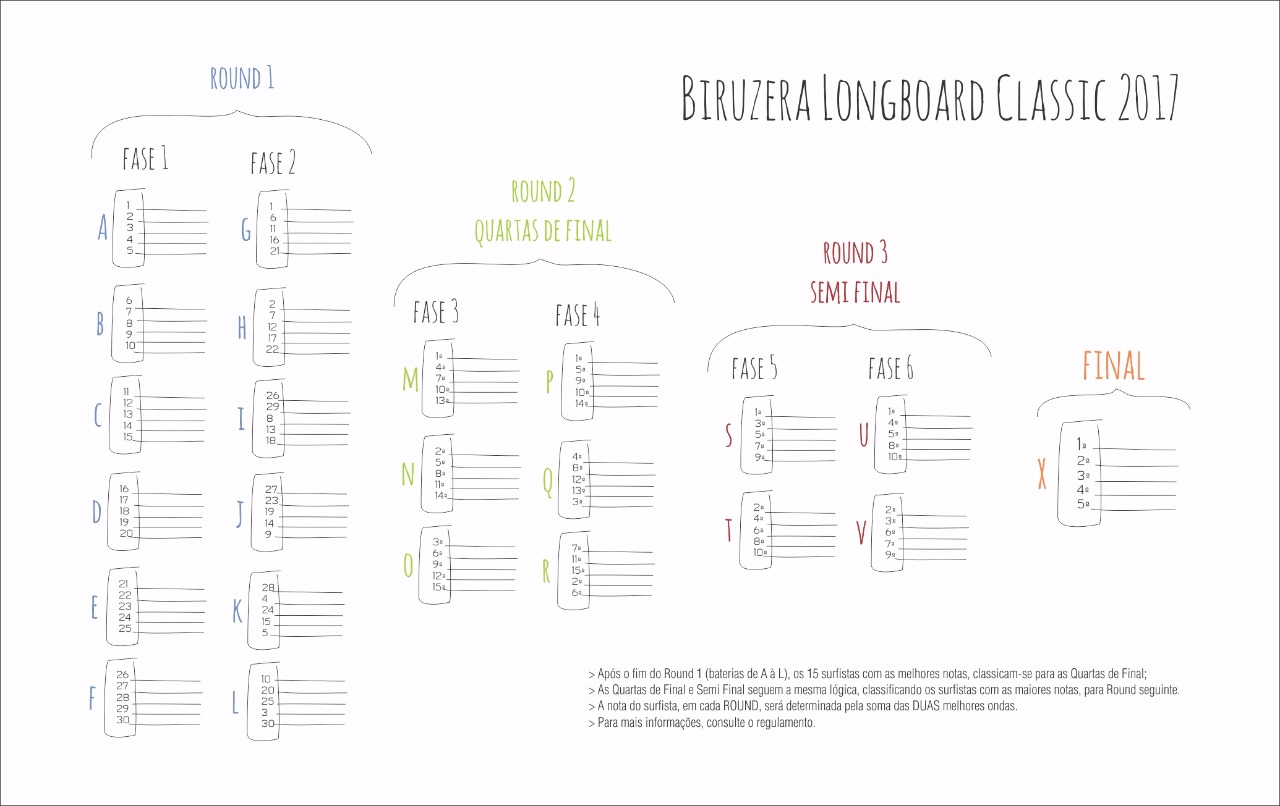 BIRUZERA LONGBOARD CLASSIC 2017
ROUND 1
FASE 1
A
1
2
3
4
5
B
6
7
8
9
10
C
11
12
13
14
15
D
16
17
18
19
20
E
21
22
23
24
25
F
26
27
28
29
30
FASE 2
G
1
6
11
16
21
H
2
7
12
17
22
I
26
29
8
13
18
J
27
23
19
14
9
K
28
4
24
15
5
L
10
20
25
3
30
ROUND 2
QUARTAS DE FINAL
FASE 3
M
1º
4º
7º
10º
13º
N
2º
5º
8º
11º
14º
O
3º
6º
9º
12º
15º
FASE 4
P
1º
5º
9º
10º
14º
Q
4º
8º
12º
13º
3º
R
7º
11º
15º
2º
6º
ROUND 3
SEMI FINAL
FASE 5
S
1º
3º
5º
7º
9º
T
2º
4º
6º
8º
10º
FASE 6
U
1º
4º
5º
8º
10º
V
2º
3º
6º
7º
9º
FINAL
X
1º
2º
3º
4º
5º
> Após o fim do Round 1 (baterias de A à L), os 15 surfistas com as melhores notas, classicam-se para as Quartas de Final;
> As Quartas de Final e Semi Final seguem a mesma lógica, classificando os surfistas com as maiores notas, para Round seguinte.
> A nota do surfista, em cada ROUND, será determinada pela soma das DUAS melhores ondas.
> Para mais informações, consulte o regulamento.